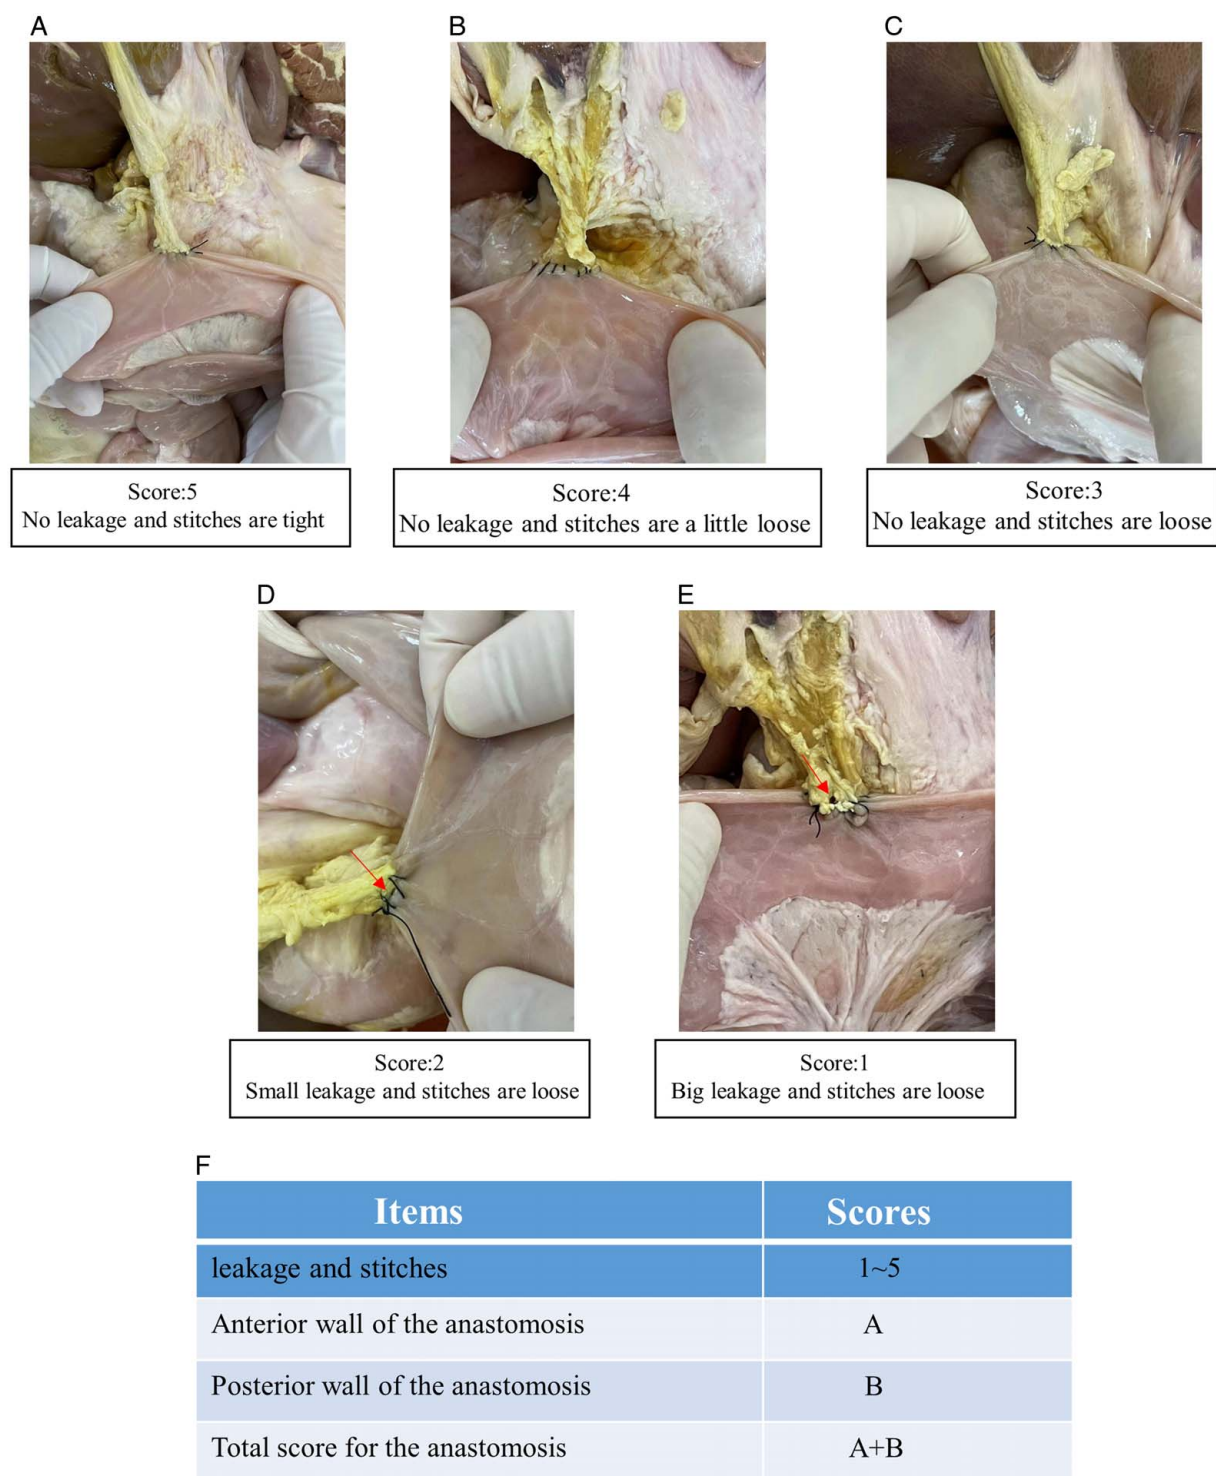 A
B
C
Score:5
No leakage and stitches are tight
Score:4
No leakage and stitches are a little loose
Score:3
No leakage and stitches are loose
D
E
Score:2
Small leakage and stitches are loose
Score:1
Big leakage and stitches are loose
F
Items Scores
leakage and stitches 1~5
Anterior wall of the anastomosis A
Posterior wall of the anastomosis B
Total score for the anastomosis A+B